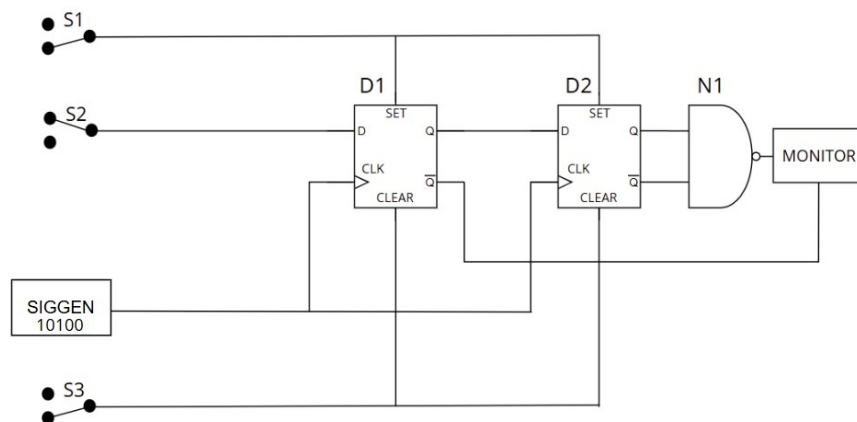 S1
D1
D2
N1
S2
SET
SET
D
Q
D
Q
MONITOR
CLK
Q̅
CLK
Q̅
CLEAR
CLEAR
SIGGEN
10100
S3